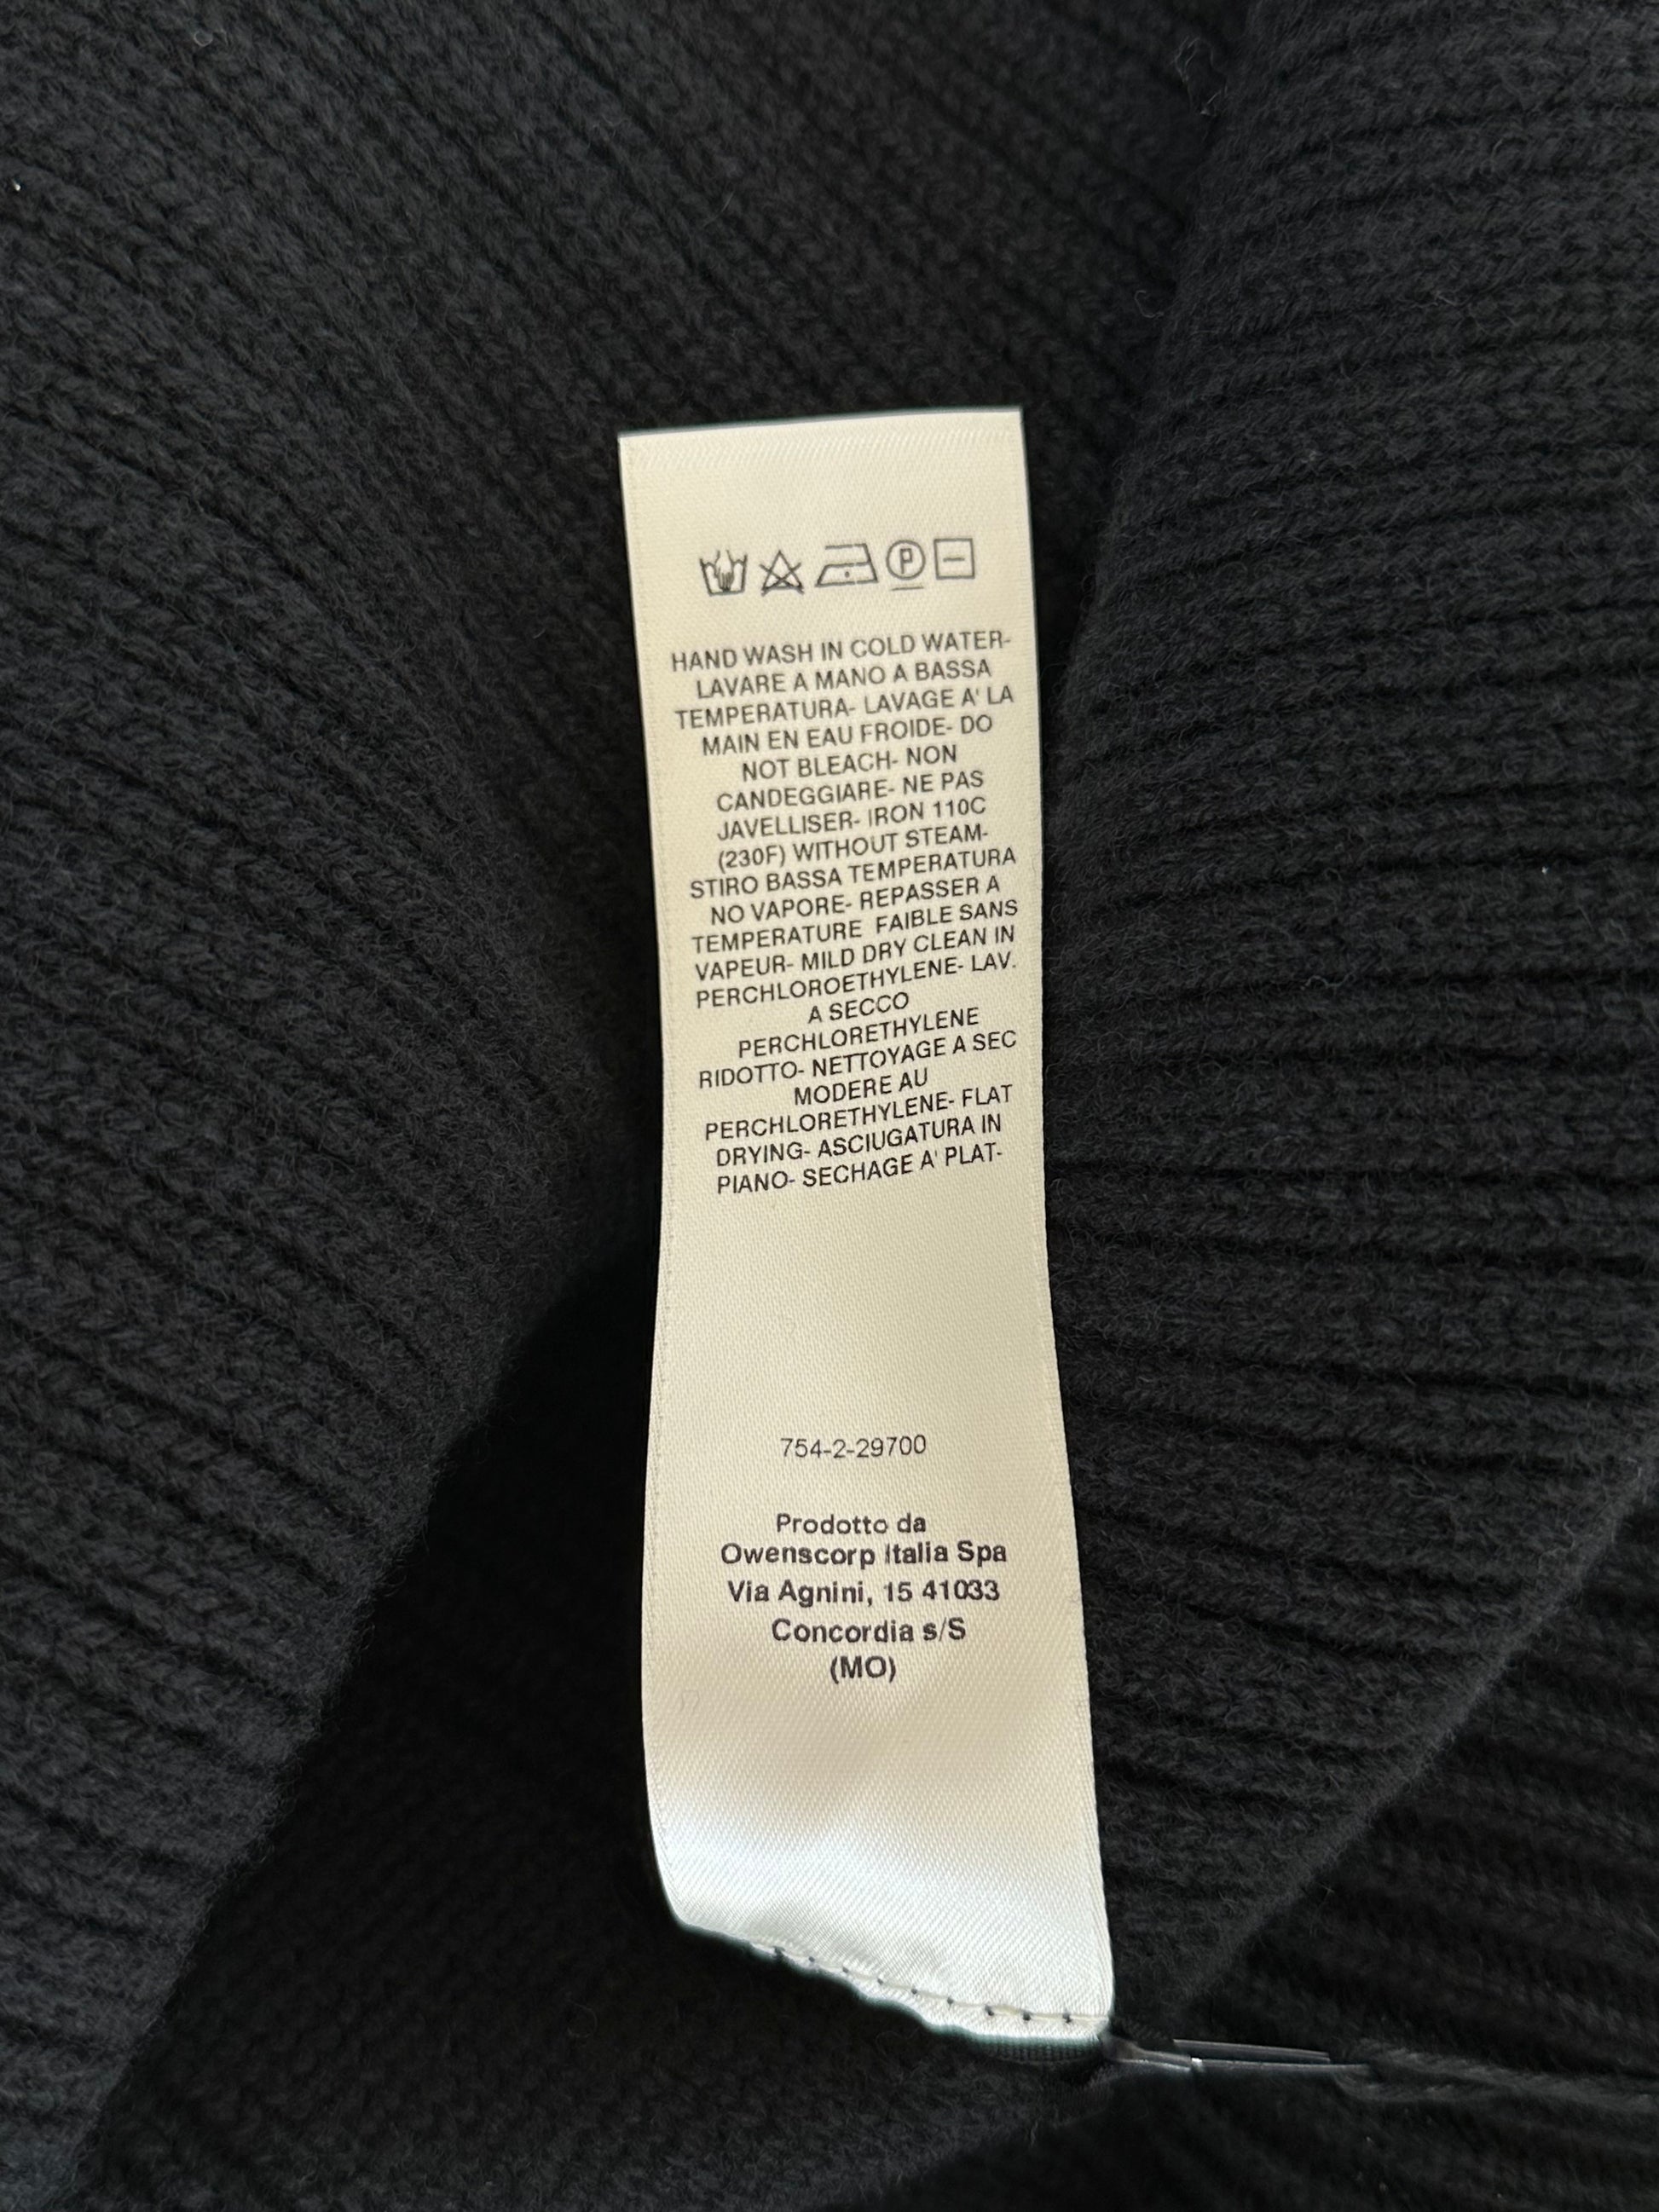 P
HAND WASH IN COLD WATER-
LAVARE A MANO A BASSA
TEMPERATURA- LAVAGE A' LA
MAIN EN EAU FROIDE- DO
NOT BLEACH- NON
CANDEGGIARE- NE PAS
JAVELLISER- IRON 110C
(230F) WITHOUT STEAM-
STIRO BASSA TEMPERATURA
NO VAPORE- REPASSER A
TEMPERATURE FAIBLE SANS
VAPEUR- MILD DRY CLEAN IN
PERCHLOROETHYLENE- LAV.
A SECCO
PERCHLORETHYLENE
RIDOTTO- NETTOYAGE A SEC
MODERE AU
PERCHLORETHYLENE- FLAT
DRYING- ASCIUGATURA IN
PIANO- SECHAGE A' PLAT-
754-2-29700
Prodotto da
Owenscorp Italia Spa
Via Agnini, 15 41033
Concordia s/S
(MO)